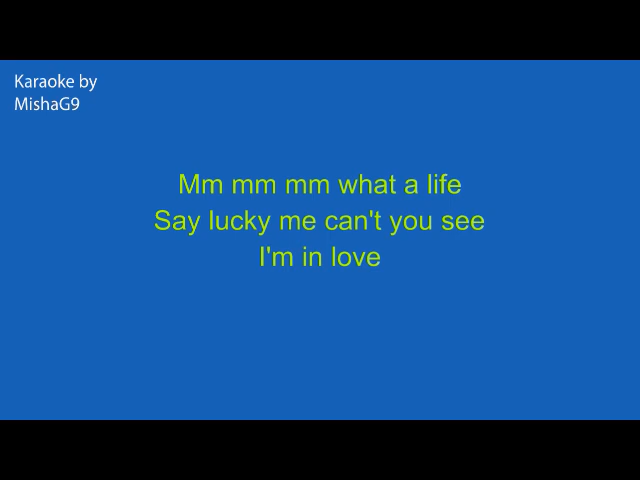 Karaoke by
MishaG9
Mm mm mm what a life
Say lucky me can't you see
I'm in love